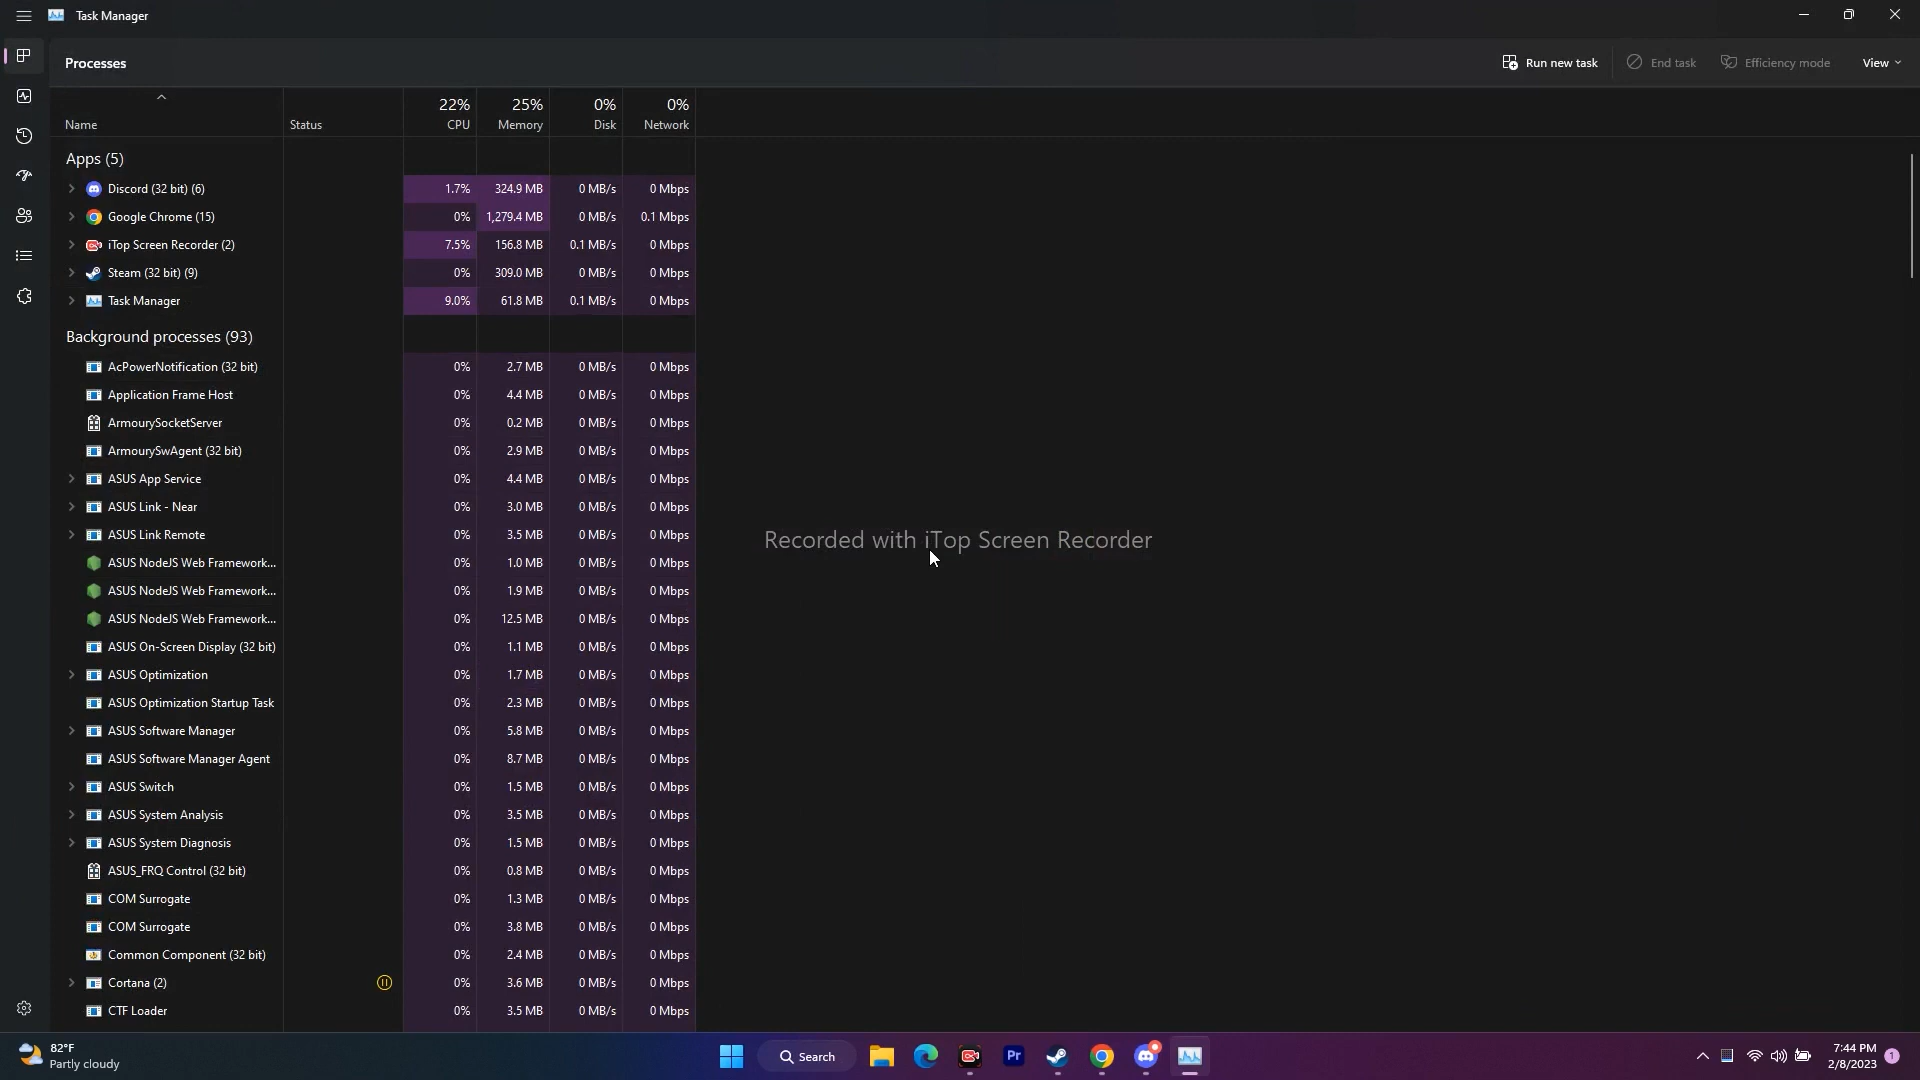 Task Manager
Processes
Run new task
End task
Efficiency mode
View
22% 25% 0% 0%
Name Status CPU Memory Disk Network
Apps (5)
Discord (32 bit) (6) 1.7% 324.9 MB 0 MB/s 0 Mbps
Google Chrome (15) 0% 1,279.4 MB 0 MB/s 0.1 Mbps
iTop Screen Recorder (2) 7.5% 156.8 MB 0.1 MB/s 0 Mbps
Steam (32 bit) (9) 0% 309.0 MB 0 MB/s 0 Mbps
Task Manager 9.0% 61.8 MB 0.1 MB/s 0 Mbps
Background processes (93)
AcPowerNotification (32 bit) 0% 2.7 MB 0 MB/s 0 Mbps
Application Frame Host 0% 4.4 MB 0 MB/s 0 Mbps
ArmourySocketServer 0% 0.2 MB 0 MB/s 0 Mbps
ArmourySwAgent (32 bit) 0% 2.9 MB 0 MB/s 0 Mbps
ASUS App Service 0% 4.4 MB 0 MB/s 0 Mbps
ASUS Link - Near 0% 3.0 MB 0 MB/s 0 Mbps
ASUS Link Remote 0% 3.5 MB 0 MB/s 0 Mbps
Recorded with iTop Screen Recorder
ASUS NodeJS Web Framework... 0% 1.0 MB 0 MB/s 0 Mbps
ASUS NodeJS Web Framework... 0% 1.9 MB 0 MB/s 0 Mbps
ASUS NodeJS Web Framework... 0% 12.5 MB 0 MB/s 0 Mbps
ASUS On-Screen Display (32 bit) 0% 1.1 MB 0 MB/s 0 Mbps
ASUS Optimization 0% 1.7 MB 0 MB/s 0 Mbps
ASUS Optimization Startup Task 0% 2.3 MB 0 MB/s 0 Mbps
ASUS Software Manager 0% 5.8 MB 0 MB/s 0 Mbps
ASUS Software Manager Agent 0% 8.7 MB 0 MB/s 0 Mbps
ASUS Switch 0% 1.5 MB 0 MB/s 0 Mbps
ASUS System Analysis 0% 3.5 MB 0 MB/s 0 Mbps
ASUS System Diagnosis 0% 1.5 MB 0 MB/s 0 Mbps
ASUS_FRQ Control (32 bit) 0% 0.8 MB 0 MB/s 0 Mbps
COM Surrogate 0% 1.3 MB 0 MB/s 0 Mbps
COM Surrogate 0% 3.8 MB 0 MB/s 0 Mbps
Common Component (32 bit) 0% 2.4 MB 0 MB/s 0 Mbps
Cortana (2) 0% 3.6 MB 0 MB/s 0 Mbps
CTF Loader 0% 3.5 MB 0 MB/s 0 Mbps
82°F
Partly cloudy
Search
Pr
7:44 PM
2/8/2023
1